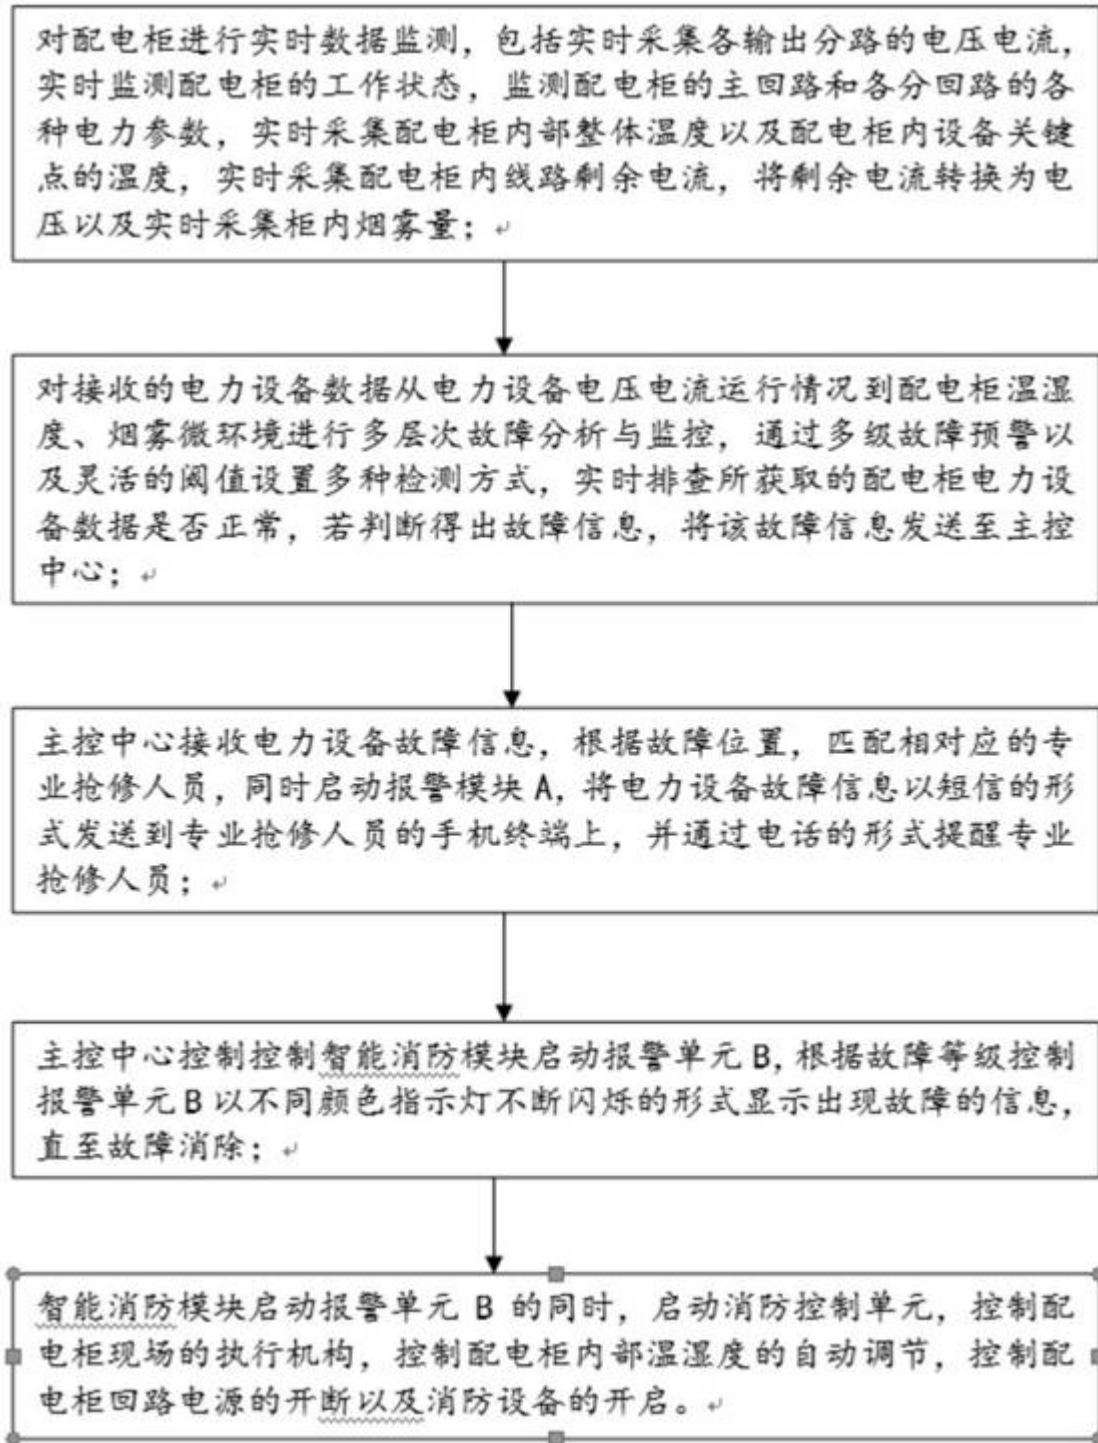 对配电柜进行实时数据监测，包括实时采集各输出分路的电压电流，
实时监测配电柜的工作状态，监测配电柜的主回路和各分回路的各
种电力参数，实时采集配电柜内部整体温度以及配电柜内设备关键
点的温度，实时采集配电柜内线路剩余电流，将剩余电流转换为电
压以及实时采集柜内烟雾量；
对接收的电力设备数据从电力设备电压电流运行情况到配电柜温湿
度、烟雾微环境进行多层次故障分析与监控，通过多级故障预警以
及灵活的阈值设置多种检测方式，实时排查所获取的配电柜电力设
备数据是否正常，若判断得出故障信息，将该故障信息发送至主控
中心；
主控中心接收电力设备故障信息，根据故障位置，匹配相对应的专
业抢修人员，同时启动报警模块 A，将电力设备故障信息以短信的形
式发送到专业抢修人员的手机终端上，并通过电话的形式提醒专业
抢修人员；
主控中心控制控制智能消防模块启动报警单元 B，根据故障等级控制
报警单元 B 以不同颜色指示灯不断闪烁的形式显示出现故障的信息，
直至故障消除；
智能消防模块启动报警单元 B 的同时，启动消防控制单元，控制配
电柜现场的执行机构，控制配电柜内部温湿度的自动调节，控制配
电柜回路电源的开断以及消防设备的开启。